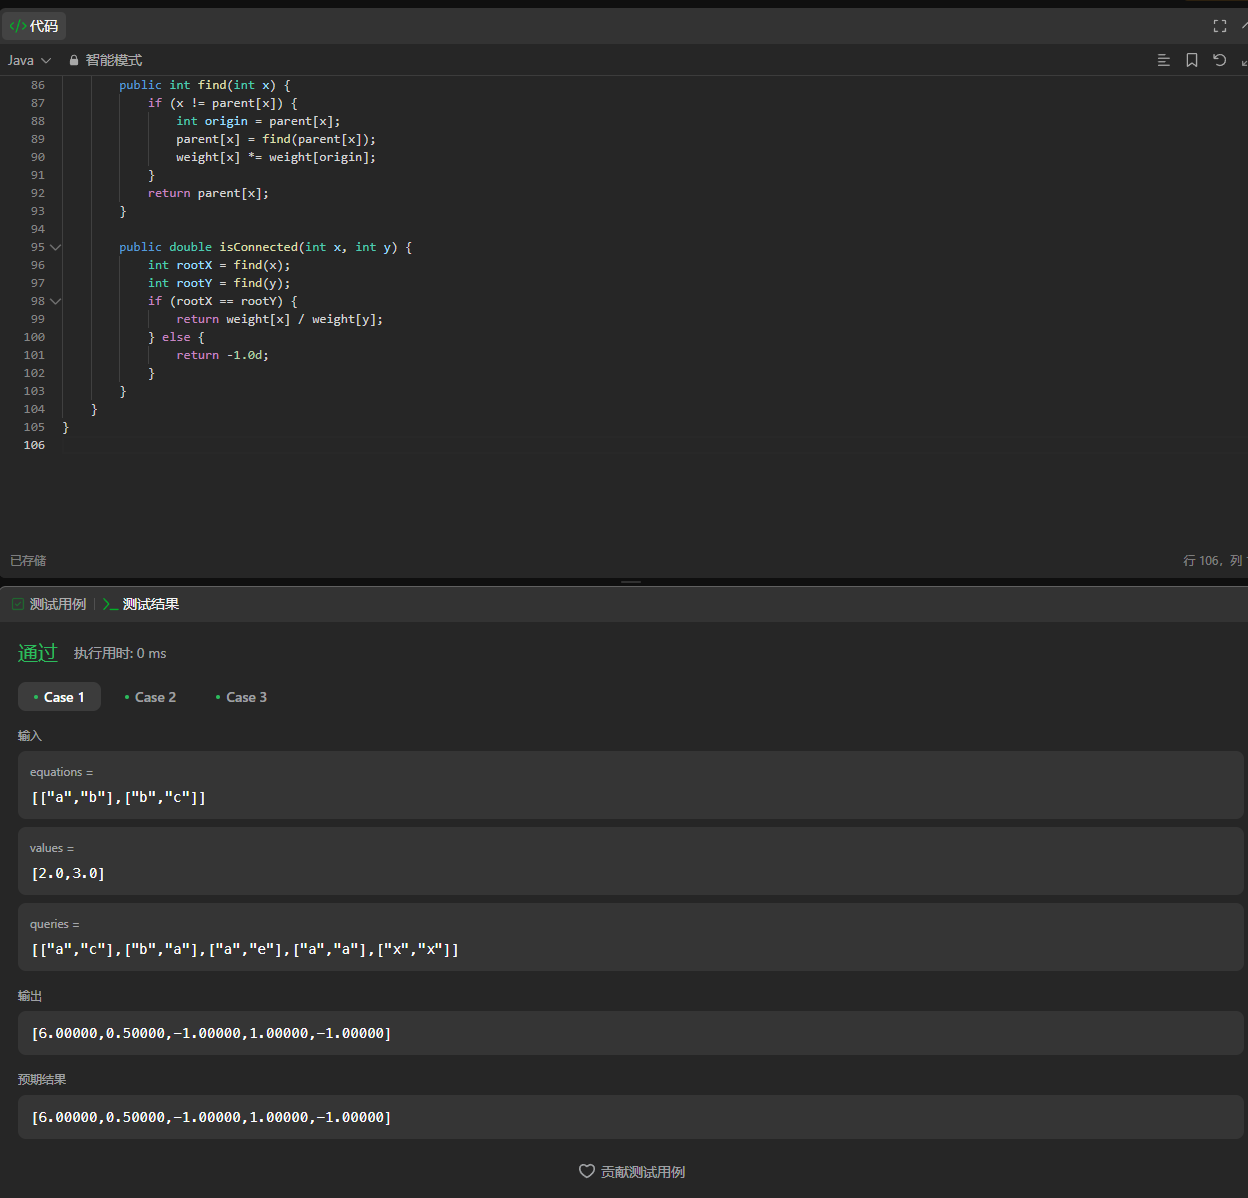 </> 代码
Java 智能模式
86 public int find(int x) {
87 if (x != parent[x]) {
88 int origin = parent[x];
89 parent[x] = find(parent[x]);
90 weight[x] *= weight[origin];
91 }
92 return parent[x];
93 }
94
95 public double isConnected(int x, int y) {
96 int rootX = find(x);
97 int rootY = find(y);
98 if (rootX == rootY) {
99 return weight[x] / weight[y];
100 } else {
101 return -1.0d;
102 }
103 }
104 }
105 }
106
已存储 行 106, 列
测试用例 | >_ 测试结果
通过 执行用时: 0 ms
• Case 1 • Case 2 • Case 3
输入
equations =
[["a","b"],["b","c"]]
values =
[2.0,3.0]
queries =
[["a","c"],["b","a"],["a","e"],["a","a"],["x","x"]]
输出
[6.00000,0.50000,-1.00000,1.00000,-1.00000]
预期结果
[6.00000,0.50000,-1.00000,1.00000,-1.00000]
贡献测试用例